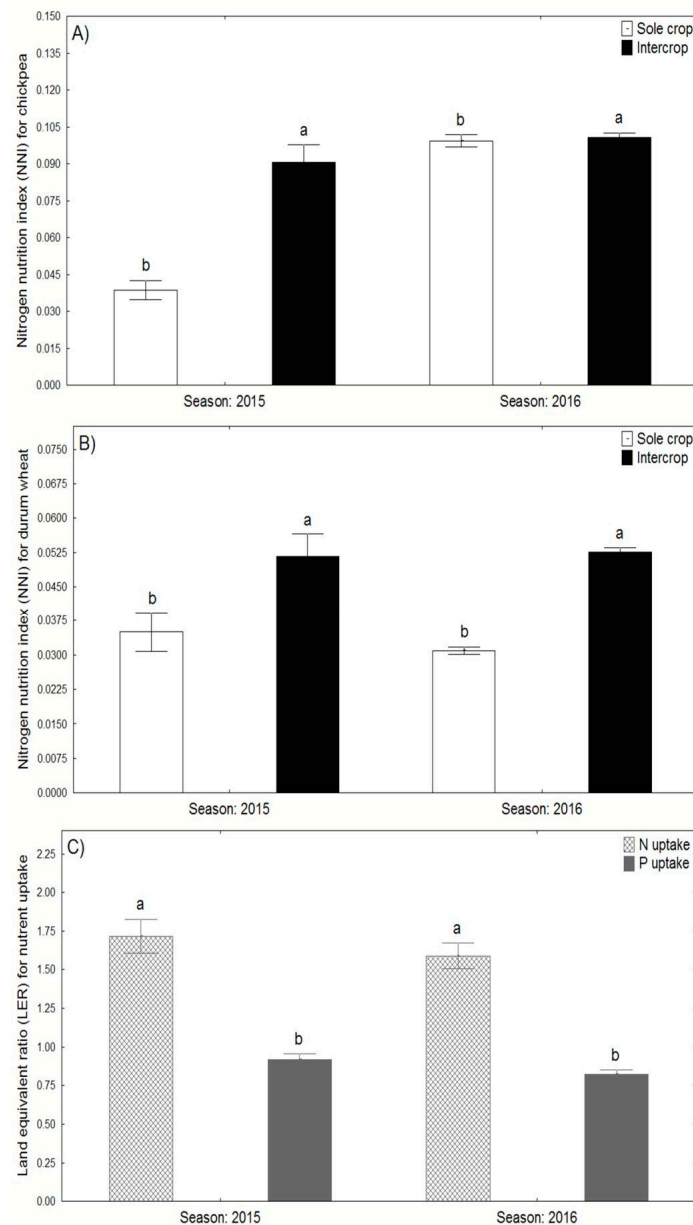 A)
Sole crop
Intercrop
Nitrogen nutrition index (NNI) for chickpea
0.150
0.135
0.120
0.105
0.090
0.075
0.060
0.045
0.030
0.015
0.000
b
a
b
a
Season: 2015
Season: 2016
B)
Sole crop
Intercrop
Nitrogen nutrition index (NNI) for durum wheat
0.0750
0.0675
0.0600
0.0525
0.0450
0.0375
0.0300
0.0225
0.0150
0.0075
0.0000
b
a
b
a
Season: 2015
Season: 2016
C)
N uptake
P uptake
Land equivalent ratio (LER) for nutrent uptake
2.25
2.00
1.75
1.50
1.25
1.00
0.75
0.50
0.25
0.00
a
b
a
b
Season: 2015
Season: 2016